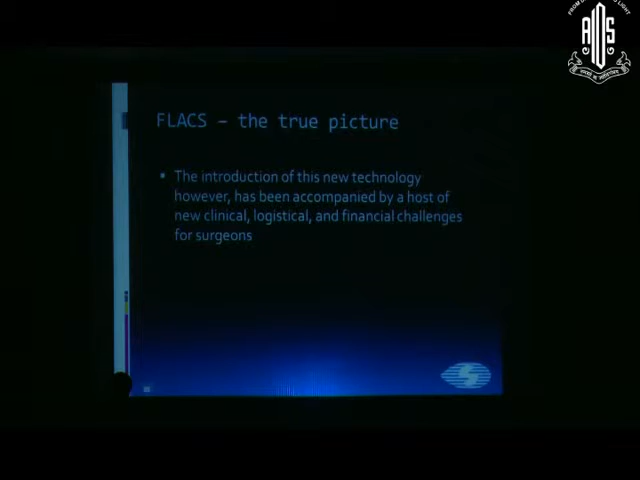 FLACS – the true picture
The introduction of this new technology
however, has been accompanied by a host of
new clinical, logistical, and financial challenges
for surgeons
AIOS